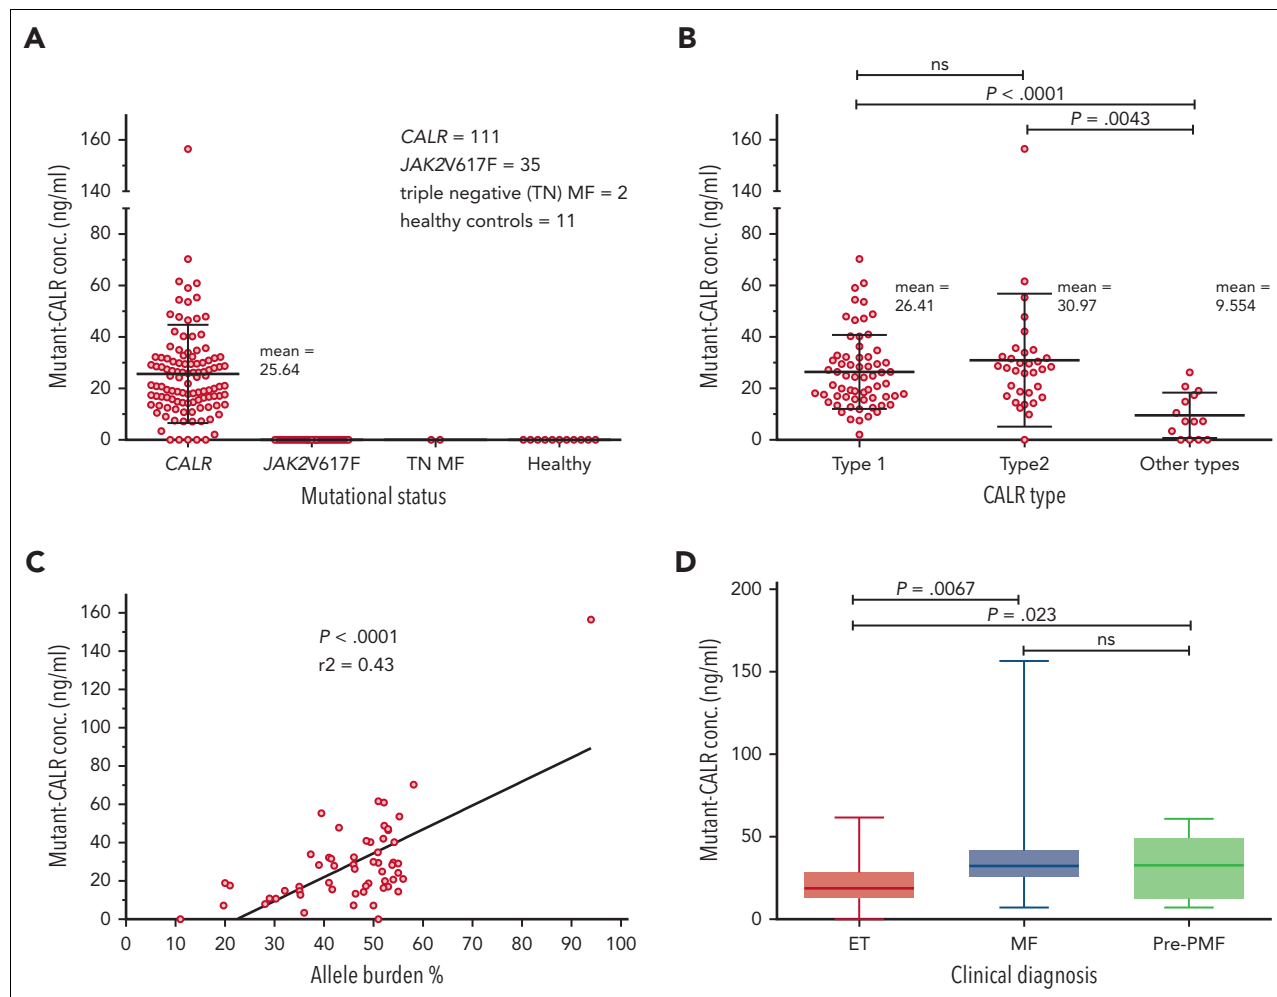 A
CALR = 111
JAK2V617F = 35
triple negative (TN) MF = 2
healthy controls = 11
Mutant-CALR conc. (ng/ml)
160
140
80
60
40
20
0
mean =
25.64
CALR
JAK2V617F
TN MF
Healthy
Mutational status
B
ns
P < .0001
P = .0043
Mutant-CALR conc. (ng/ml)
160
140
80
60
40
20
0
mean =
26.41
mean =
30.97
mean =
9.554
Type 1
Type2
Other types
CALR type
C
P < .0001
r2 = 0.43
Mutant-CALR conc. (ng/ml)
160
140
120
100
80
60
40
20
0
0 10 20 30 40 50 60 70 80 90 100
Allele burden %
D
P = .0067
P = .023
ns
Mutant-CALR conc. (ng/ml)
200
150
100
50
0
ET
MF
Pre-PMF
Clinical diagnosis